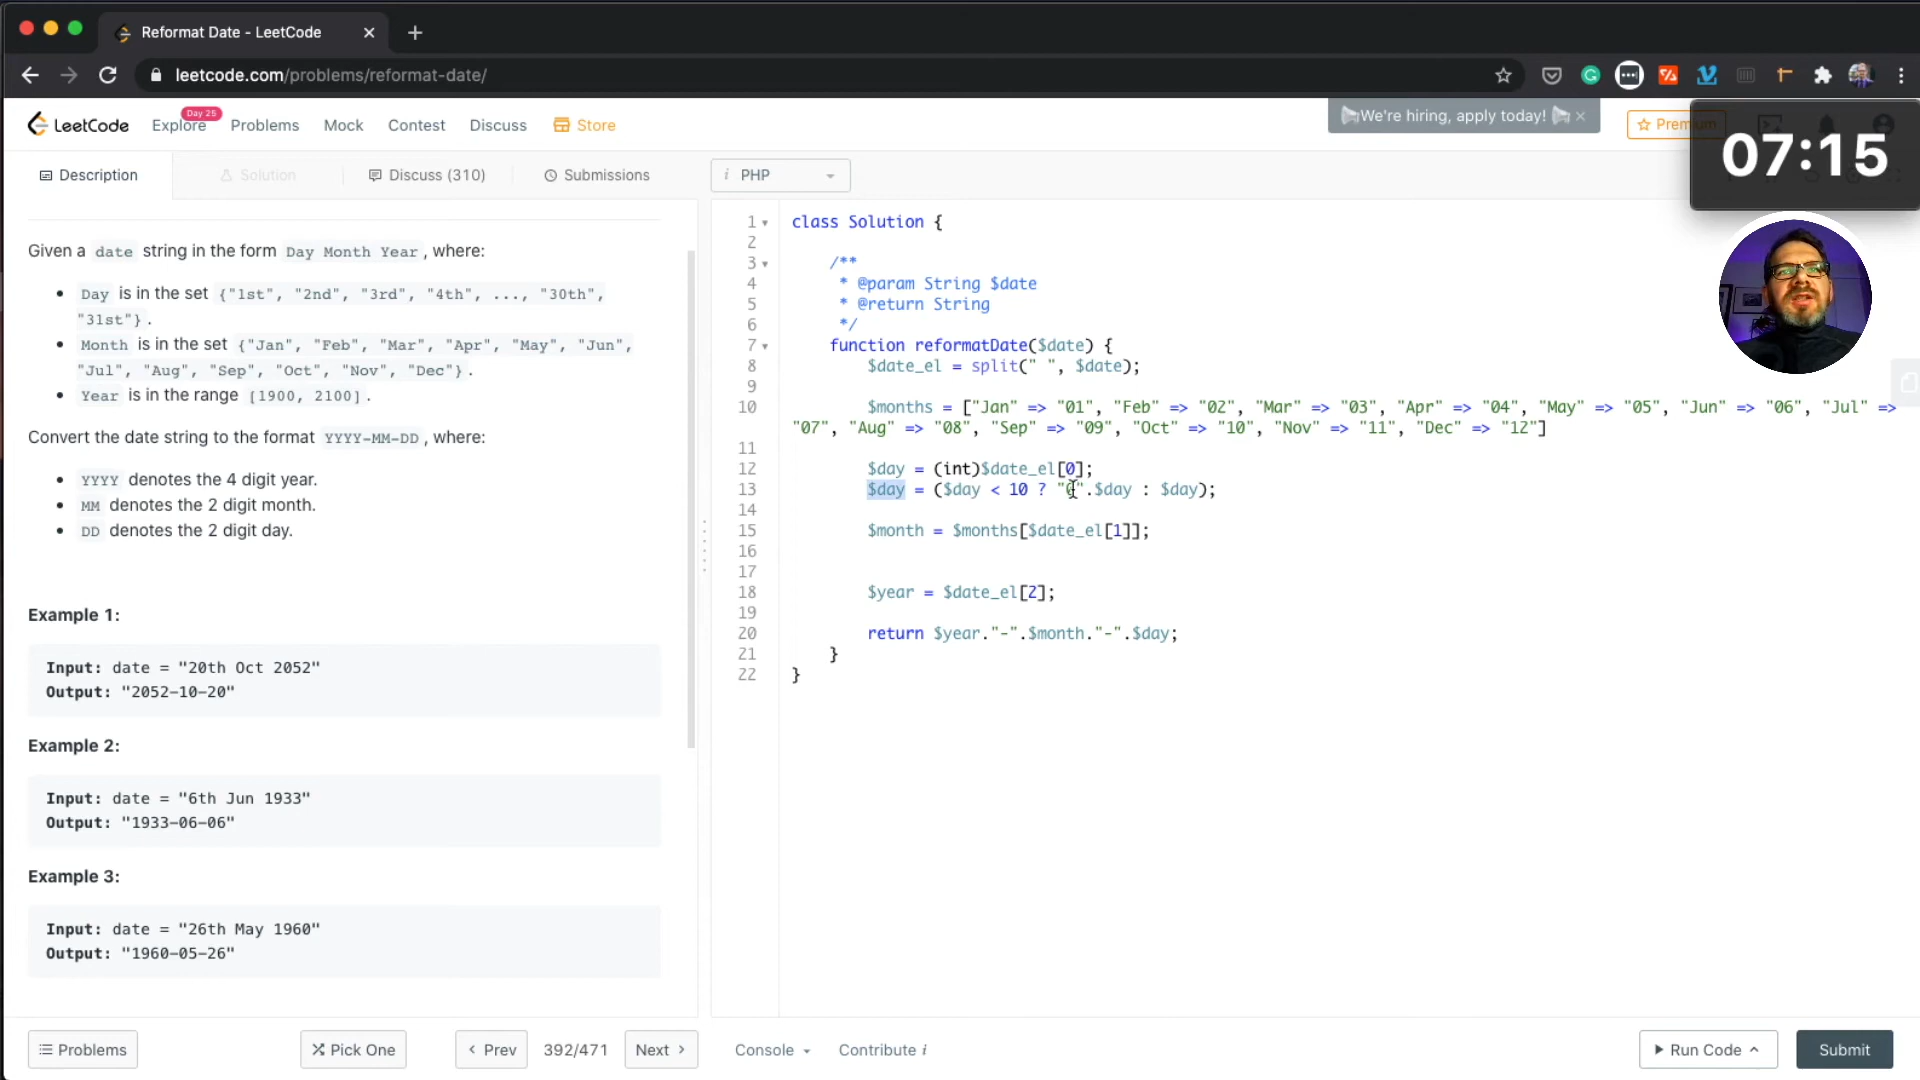 Reformat Date - LeetCode
leetcode.com/problems/reformat-date/
LeetCode
Explore
Day 25
Problems
Mock
Contest
Discuss
Store
We're hiring, apply today!
07:15
Description
Solution
Discuss (310)
Submissions
i PHP
Given a date string in the form Day Month Year, where:
• Day is in the set {"1st", "2nd", "3rd", "4th", ..., "30th",
"31st"}.
• Month is in the set {"Jan", "Feb", "Mar", "Apr", "May", "Jun",
"Jul", "Aug", "Sep", "Oct", "Nov", "Dec"}.
• Year is in the range [1900, 2100].
Convert the date string to the format YYYY-MM-DD, where:
• YYYY denotes the 4 digit year.
• MM denotes the 2 digit month.
• DD denotes the 2 digit day.
Example 1:
Input: date = "20th Oct 2052"
Output: "2052-10-20"
Example 2:
Input: date = "6th Jun 1933"
Output: "1933-06-06"
Example 3:
Input: date = "26th May 1960"
Output: "1960-05-26"
1 class Solution {
2
3 /**
4 * @param String $date
5 * @return String
6 */
7 function reformatDate($date) {
8 $date_el = split(" ", $date);
9
10 $months = ["Jan" => "01", "Feb" => "02", "Mar" => "03", "Apr" => "04", "May" => "05", "Jun" => "06", "Jul" =>
"07", "Aug" => "08", "Sep" => "09", "Oct" => "10", "Nov" => "11", "Dec" => "12"]
11
12 $day = (int)$date_el[0];
13 $day = ($day < 10 ? "0".$day : $day);
14
15 $month = $months[$date_el[1]];
16
17
18 $year = $date_el[2];
19
20 return $year."-".$month."-".$day;
21 }
22 }
Problems
Pick One
Prev
392/471
Next
Console
Contribute i
Run Code
Submit